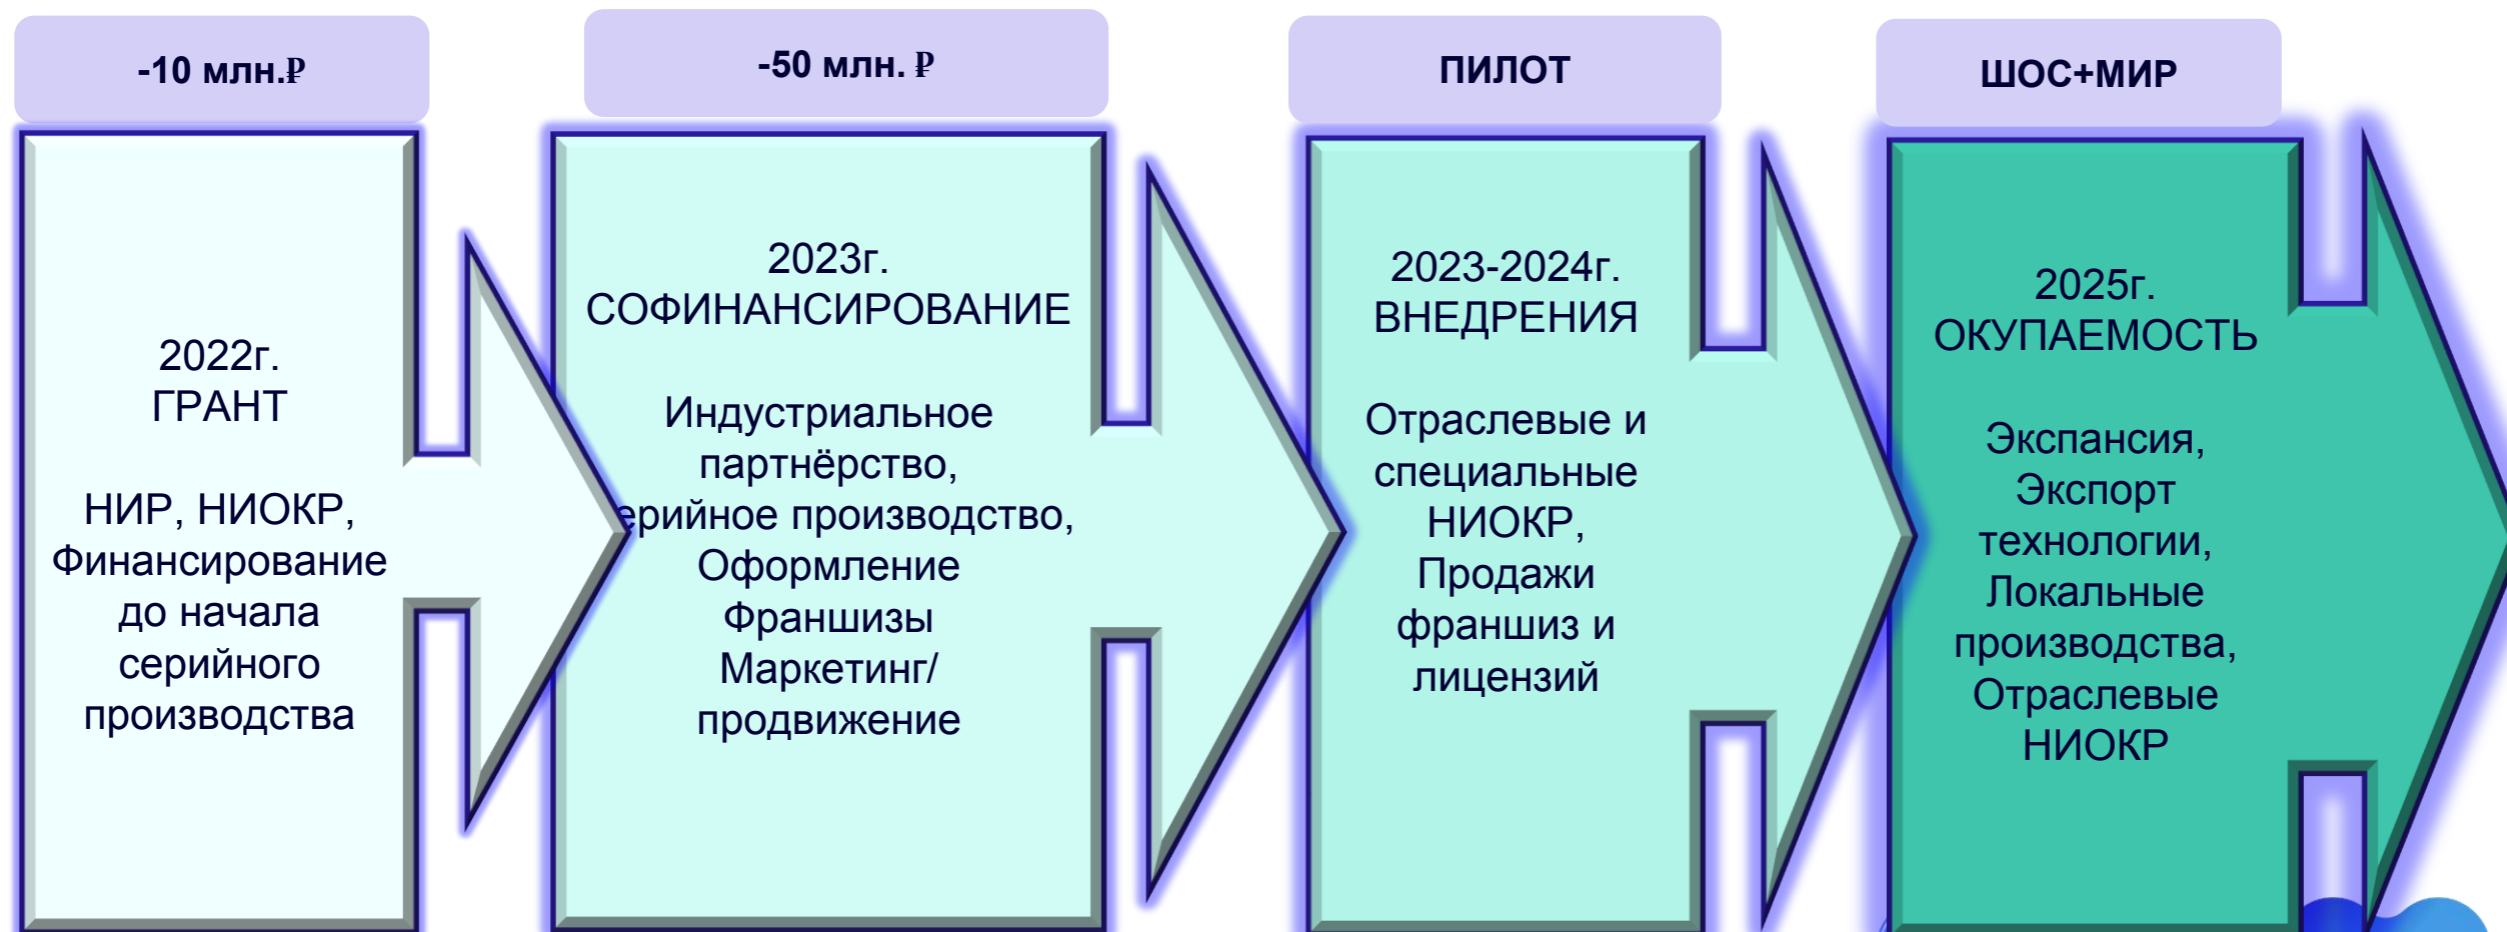 -10 млн.₽
2022г.
ГРАНТ
НИР, НИОКР,
Финансирование
до начала
серийного
производства
-50 млн. ₽
2023г.
СОФИНАНСИРОВАНИЕ
Индустриальное
партнёрство,
ерийное производство,
Оформление
Франшизы
Маркетинг/
продвижение
ПИЛОТ
2023-2024г.
ВНЕДРЕНИЯ
Отраслевые и
специальные
НИОКР,
Продажи
франшиз и
лицензий
ШОС+МИР
2025г.
ОКУПАЕМОСТЬ
Экспансия,
Экспорт
технологии,
Локальные
производства,
Отраслевые
НИОКР